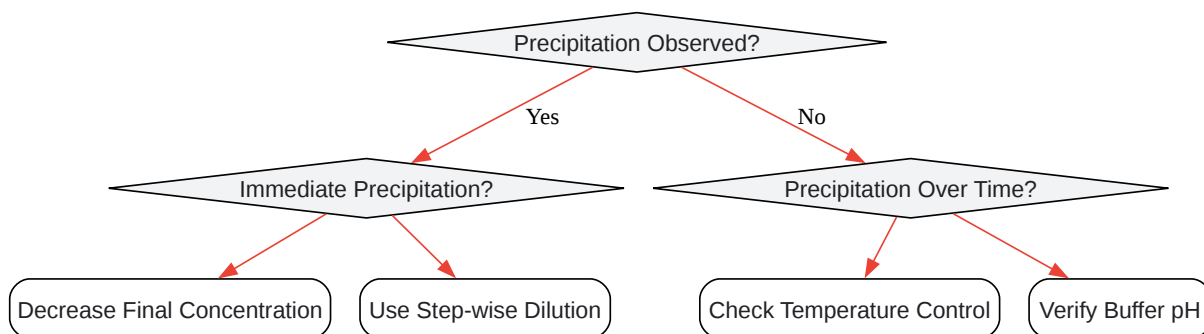 Precipitation Observed?
Yes
No
Immediate Precipitation?
Precipitation Over Time?
Decrease Final Concentration
Use Step-wise Dilution
Check Temperature Control
Verify Buffer pH